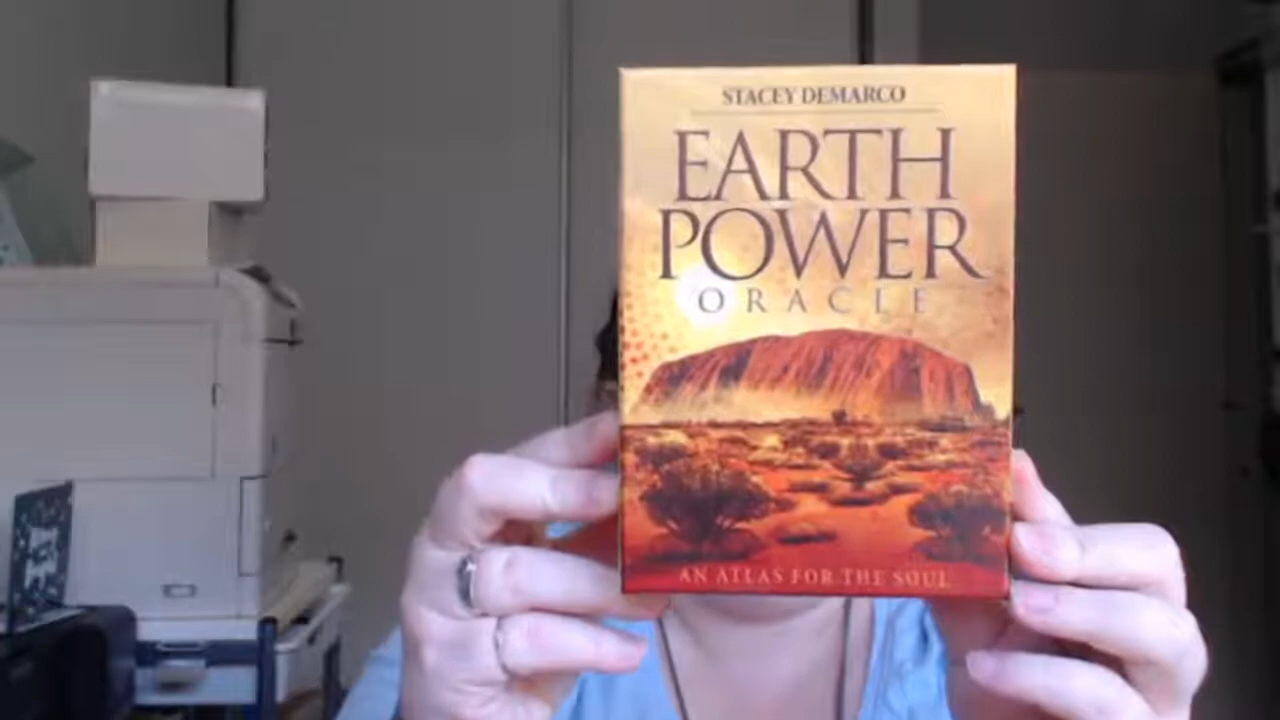 STACEY DEMARCO
EARTH
POWER
ORACLE
AN ATLAS FOR THE SOUL